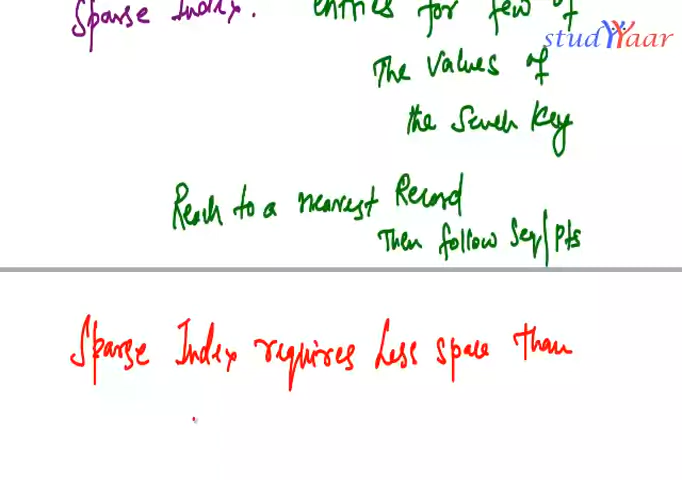 Sparse Index. entries for few of
studYYaar
The values of
the Search key
Reach to a nearest Record
Then follow Seq/Pts
Sparse Index requires Less space than